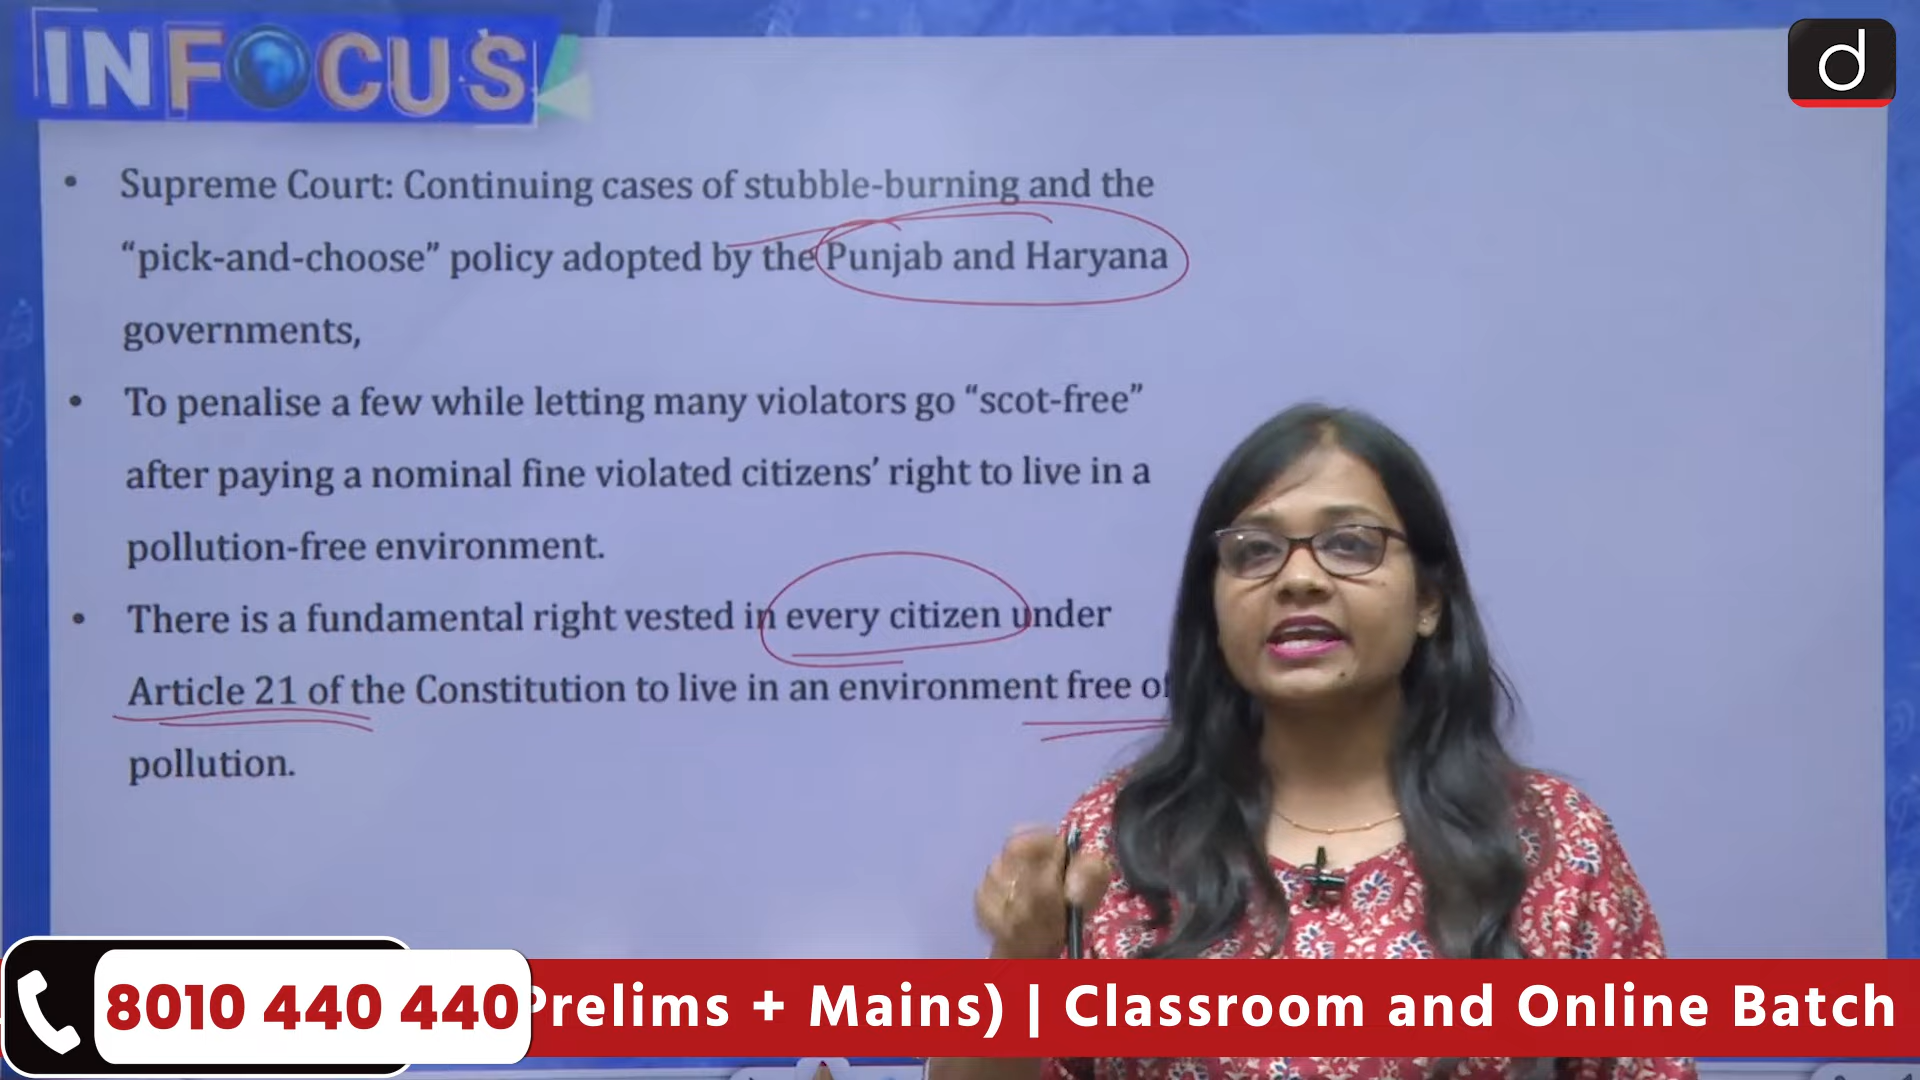 INFOCUS
d
• Supreme Court: Continuing cases of stubble-burning and the
“pick-and-choose” policy adopted by the Punjab and Haryana
governments,
• To penalise a few while letting many violators go “scot-free”
after paying a nominal fine violated citizens’ right to live in a
pollution-free environment.
• There is a fundamental right vested in every citizen under
Article 21 of the Constitution to live in an environment free of
pollution.
8010 440 440
Prelims + Mains) | Classroom and Online Batch